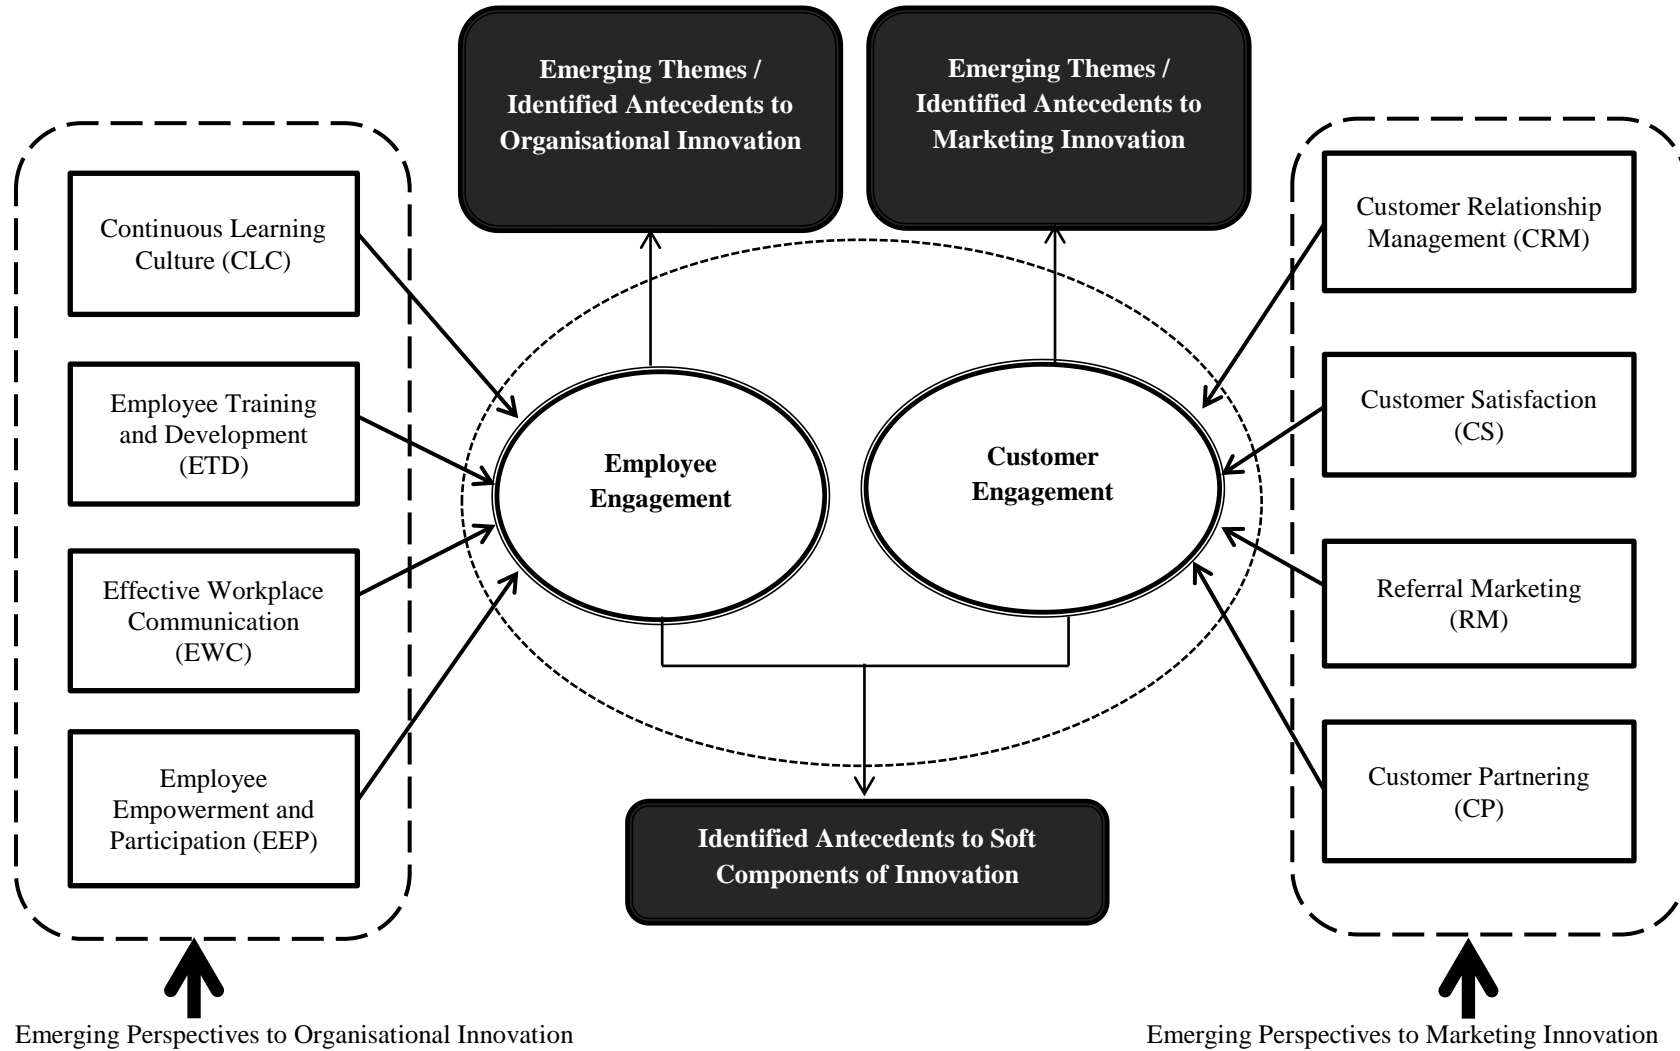 Emerging Themes /
Identified Antecedents to
Organisational Innovation
Emerging Themes /
Identified Antecedents to
Marketing Innovation
Continuous Learning
Culture (CLC)
Employee Training
and Development
(ETD)
Effective Workplace
Communication
(EWC)
Employee
Empowerment and
Participation (EEP)
Employee
Engagement
Customer
Engagement
Customer Relationship
Management (CRM)
Customer Satisfaction
(CS)
Referral Marketing
(RM)
Customer Partnering
(CP)
Identified Antecedents to Soft
Components of Innovation
Emerging Perspectives to Organisational Innovation
Emerging Perspectives to Marketing Innovation